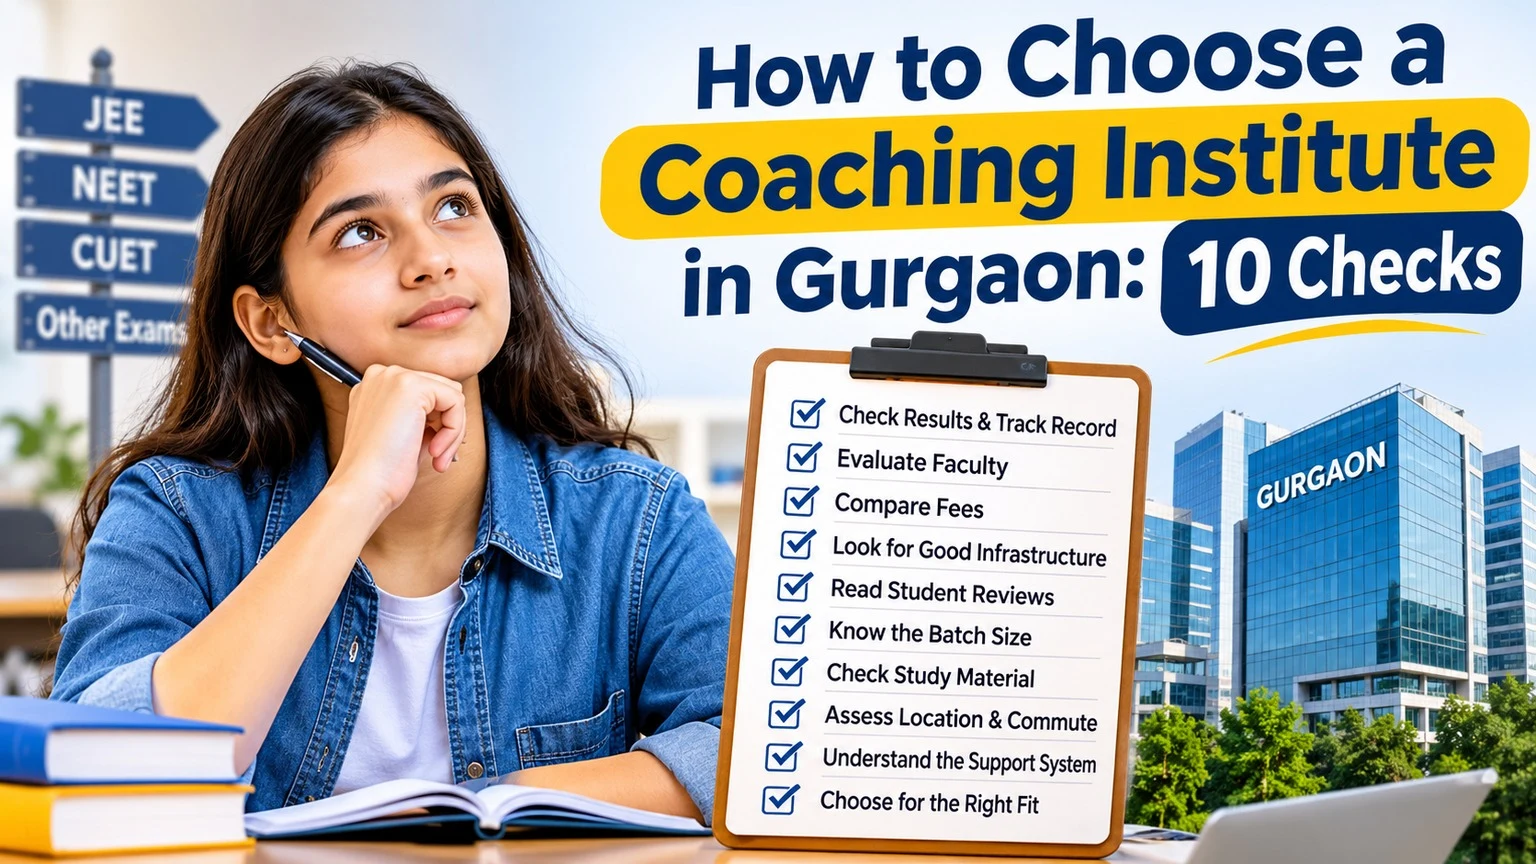 How to Choose a
Coaching Institute
in Gurgaon: 10 Checks
JEE
NEET
CUET
Other Exams
Check Results & Track Record
Evaluate Faculty
Compare Fees
Look for Good Infrastructure
Read Student Reviews
Know the Batch Size
Check Study Material
Assess Location & Commute
Understand the Support System
Choose for the Right Fit
GURGAON